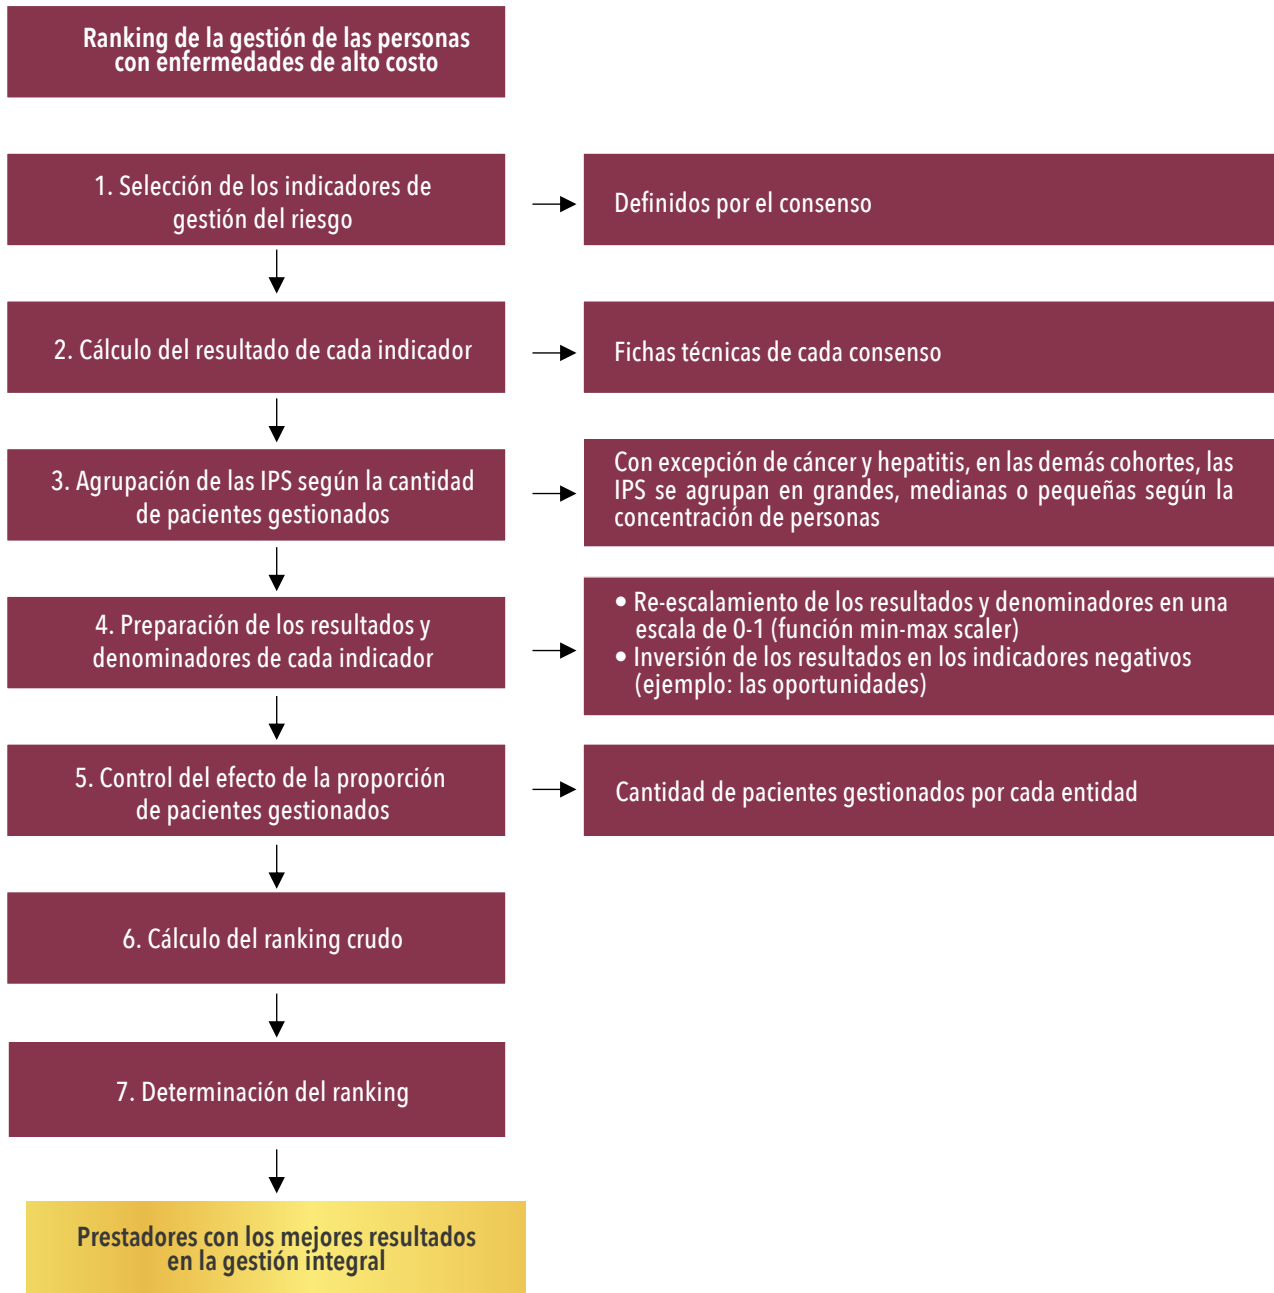 Ranking de la gestión de las personas
con enfermedades de alto costo
1. Selección de los indicadores de
gestión del riesgo
Definidos por el consenso
2. Cálculo del resultado de cada indicador
Fichas técnicas de cada consenso
3. Agrupación de las IPS según la cantidad
de pacientes gestionados
Con excepción de cáncer y hepatitis, en las demás cohortes, las
IPS se agrupan en grandes, medianas o pequeñas según la
concentración de personas
4. Preparación de los resultados y
denominadores de cada indicador
• Re-escalamiento de los resultados y denominadores en una
escala de 0-1 (función min-max scaler)
• Inversión de los resultados en los indicadores negativos
(ejemplo: las oportunidades)
5. Control del efecto de la proporción
de pacientes gestionados
Cantidad de pacientes gestionados por cada entidad
6. Cálculo del ranking crudo
7. Determinación del ranking
Prestadores con los mejores resultados
en la gestión integral